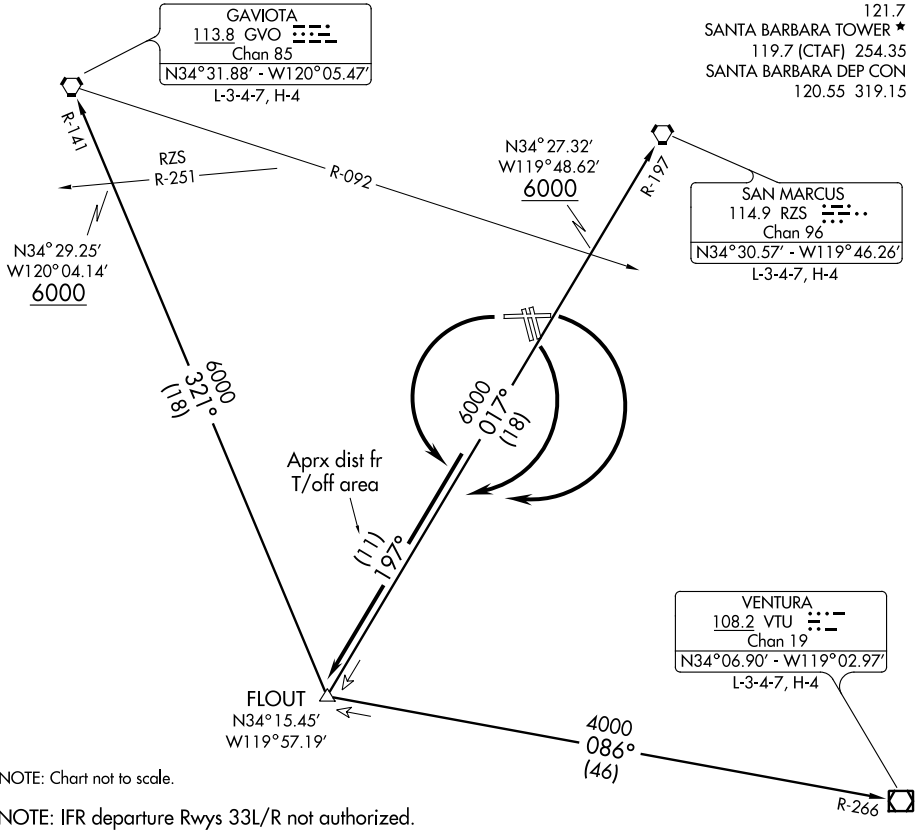 121.7
SANTA BARBARA TOWER ★
119.7 (CTAF) 254.35
SANTA BARBARA DEP CON
120.55 319.15
GAVIOTA
113.8 GVO
Chan 85
N34°31.88' - W120°05.47'
L-3-4-7, H-4
R-141
RZS
R-251
R-092
N34°27.32'
W119°48.62'
6000
R-197
SAN MARCUS
114.9 RZS
Chan 96
N34°30.57' - W119°46.26'
L-3-4-7, H-4
N34°29.25'
W120°04.14'
6000
6000
321°
(18)
6000
017°
(18)
Aprx dist fr
T/off area
(11)
197°
VENTURA
108.2 VTU
Chan 19
N34°06.90' - W119°02.97'
L-3-4-7, H-4
FLOUT
N34°15.45'
W119°57.19'
4000
086°
(46)
R-266
NOTE: Chart not to scale.
NOTE: IFR departure Rwys 33L/R not authorized.